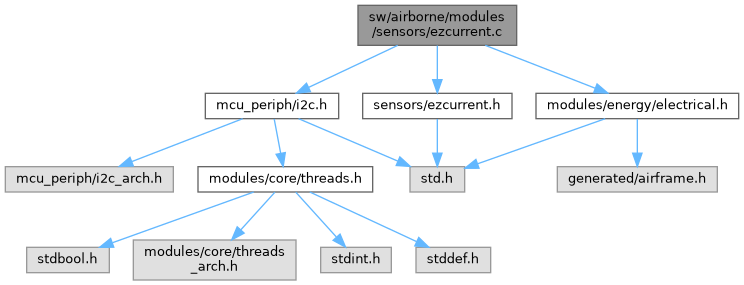 sw/airborne/modules
/sensors/ezcurrent.c
mcu_periph/i2c.h
sensors/ezcurrent.h
modules/energy/electrical.h
mcu_periph/i2c_arch.h
modules/core/threads.h
std.h
generated/airframe.h
stdbool.h
modules/core/threads
_arch.h
stdint.h
stddef.h